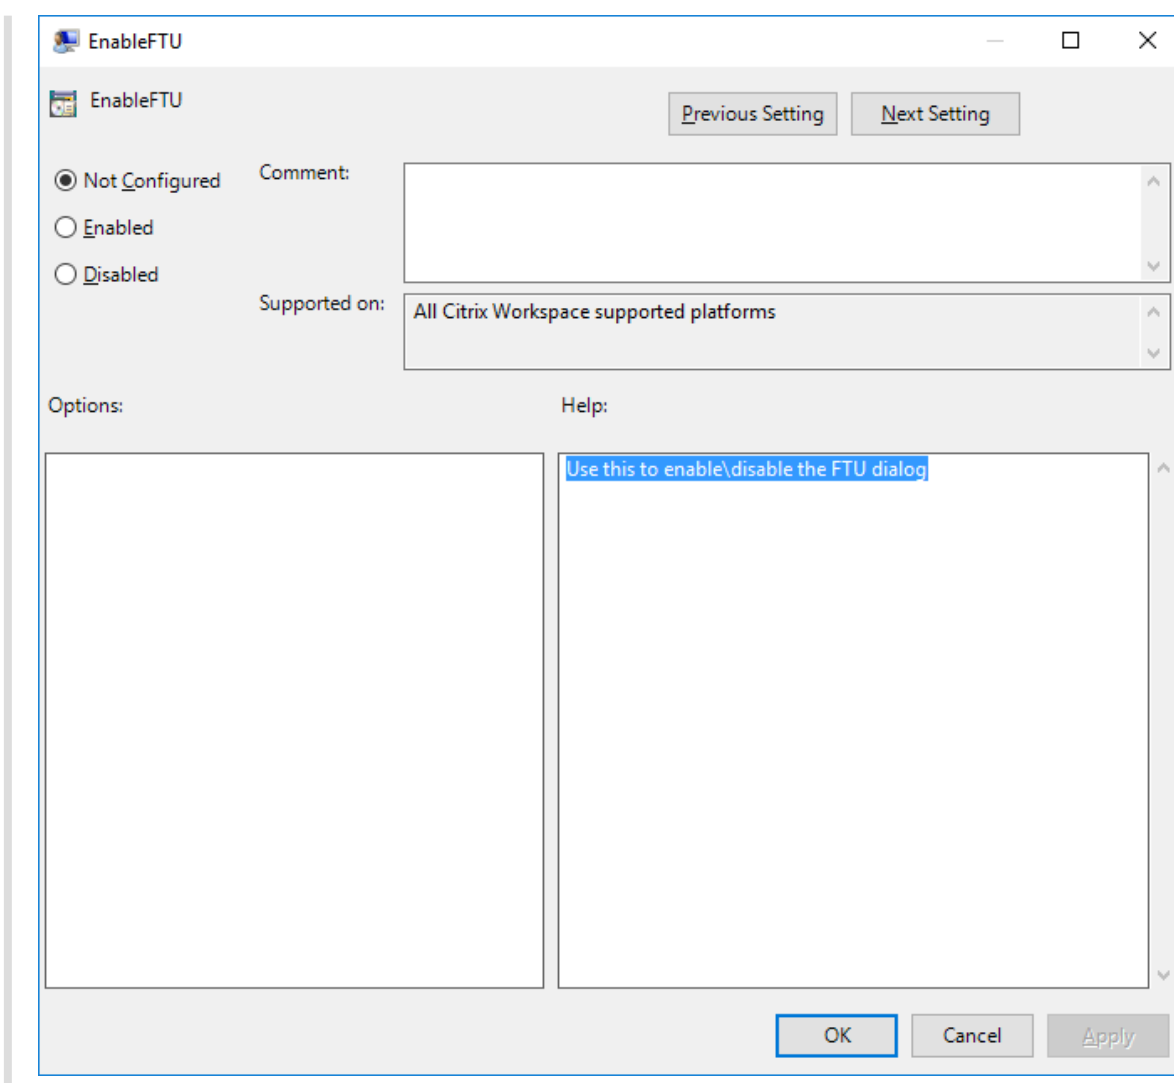 EnableFTU
EnableFTU
Previous Setting
Next Setting
Not Configured
Comment:
Enabled
Disabled
Supported on:
All Citrix Workspace supported platforms
Options:
Help:
Use this to enable\disable the FTU dialog
OK
Cancel
Apply